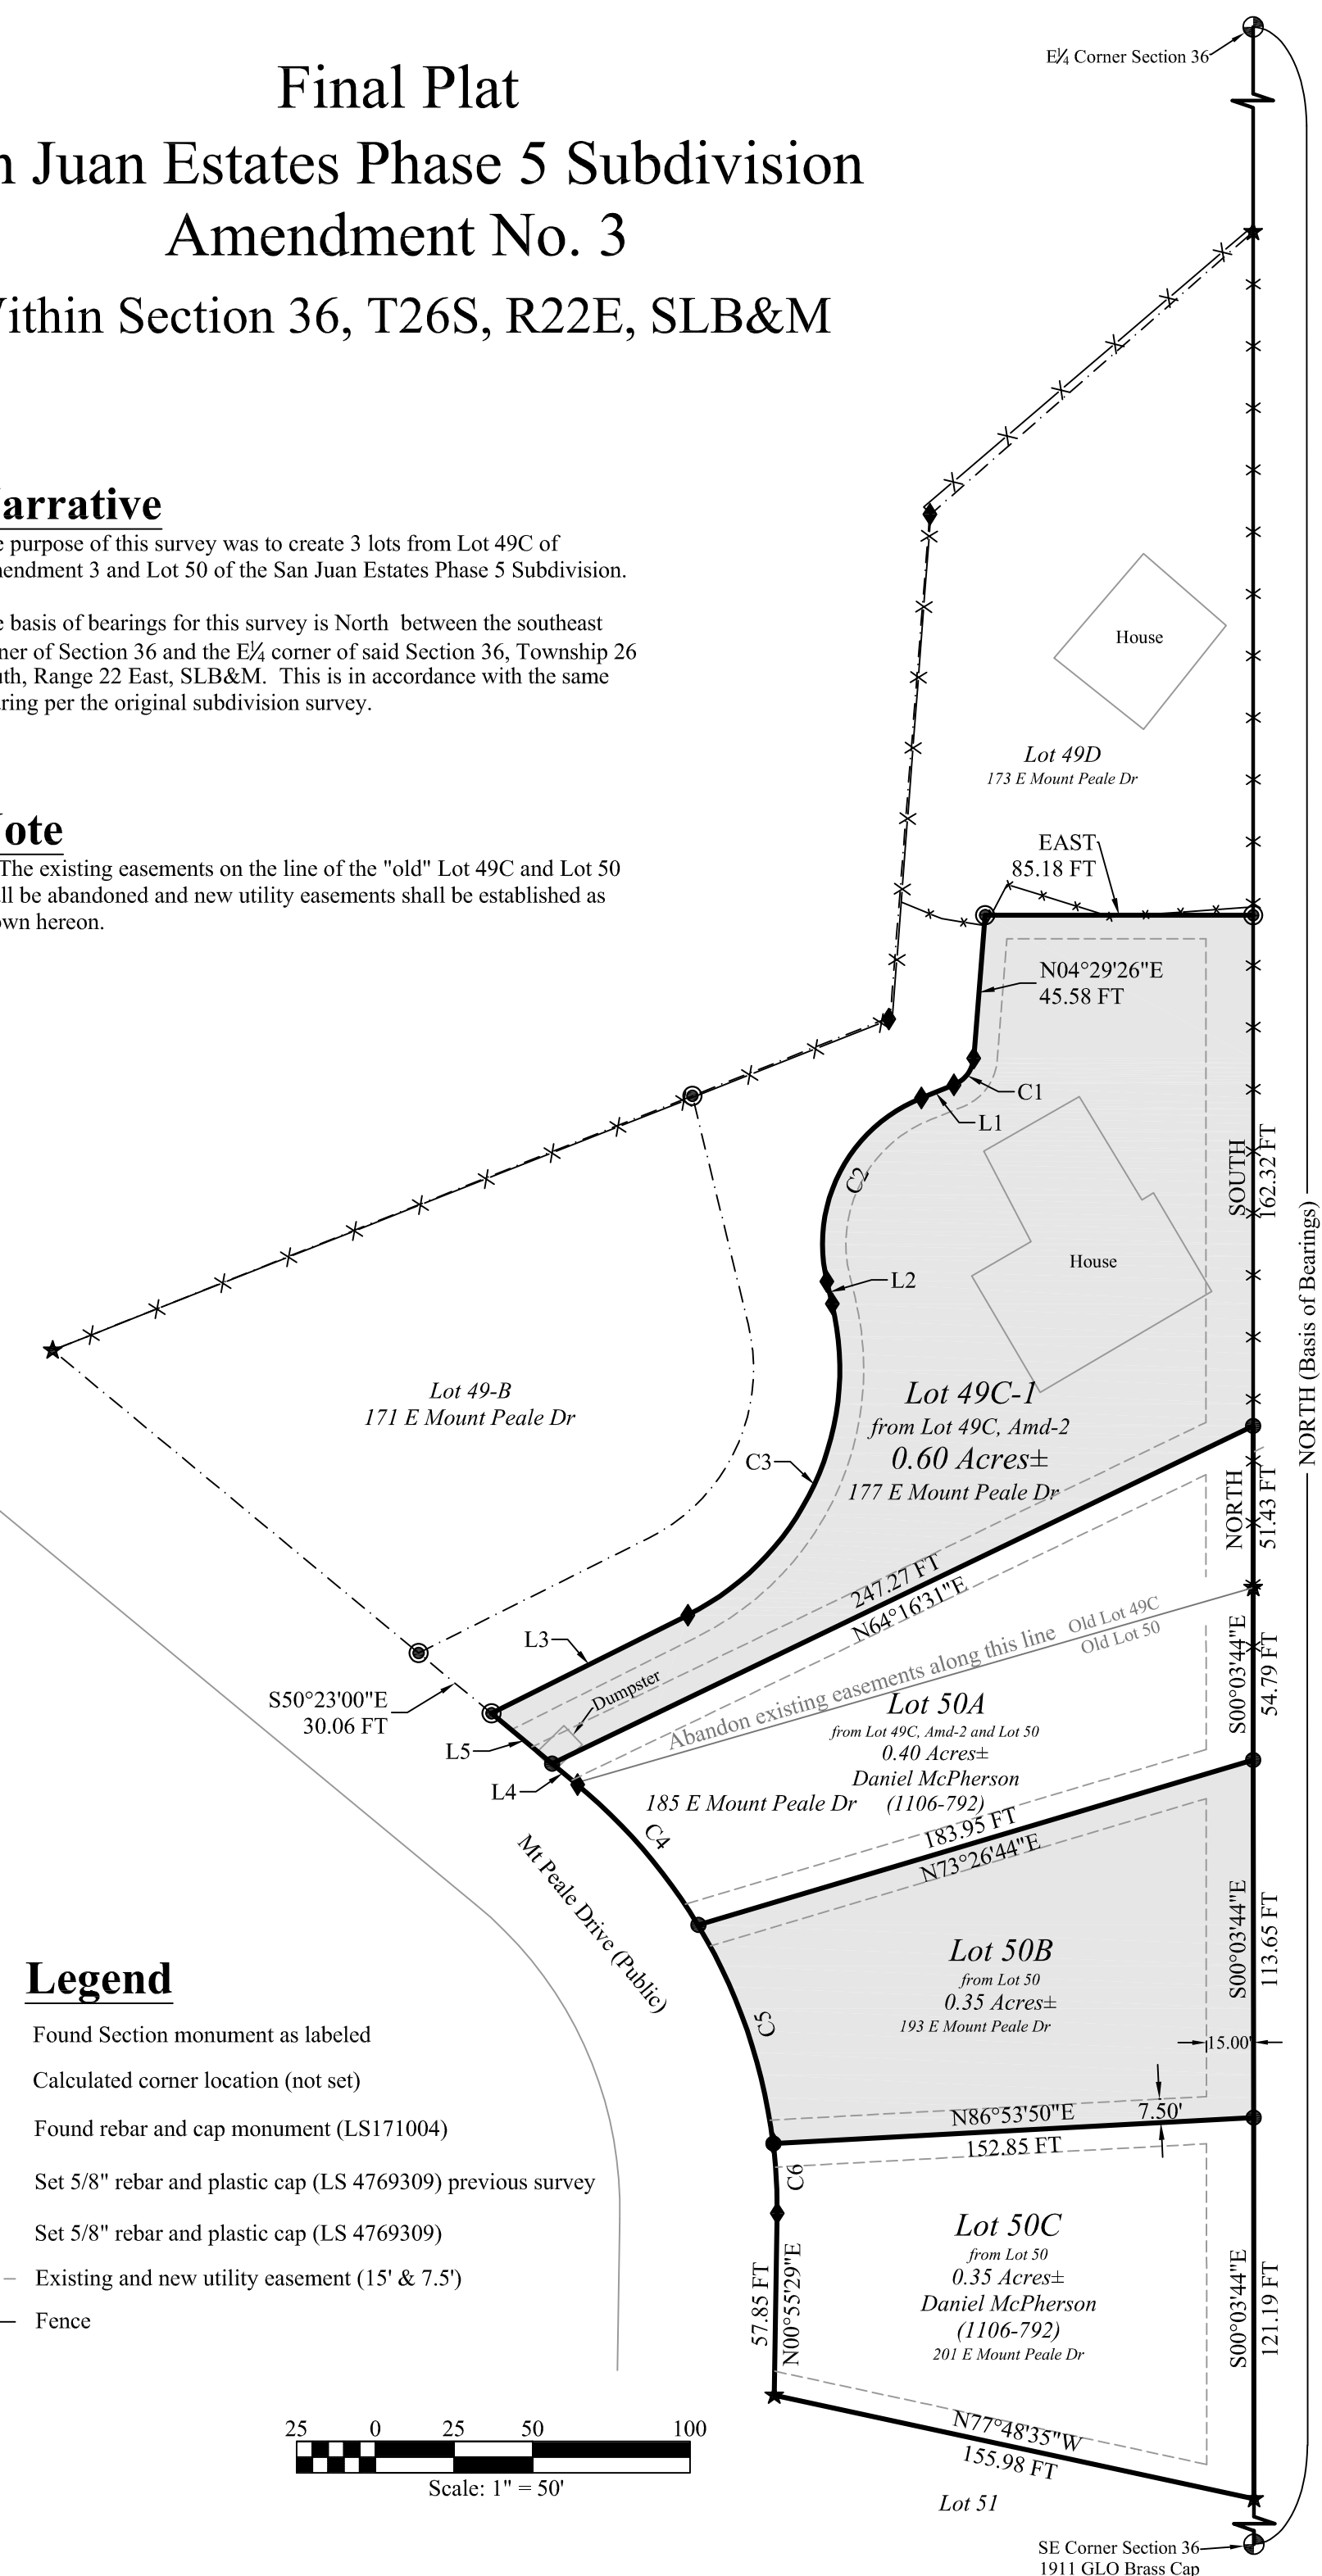 Final Plat
n Juan Estates Phase 5 Subdivision
Amendment No. 3
Within Section 36, T26S, R22E, SLB&M
E¼ Corner Section 36
arrative
e purpose of this survey was to create 3 lots from Lot 49C of
mendment 3 and Lot 50 of the San Juan Estates Phase 5 Subdivision.
e basis of bearings for this survey is North between the southeast
ner of Section 36 and the E¼ corner of said Section 36, Township 26
uth, Range 22 East, SLB&M. This is in accordance with the same
aring per the original subdivision survey.
ote
The existing easements on the line of the "old" Lot 49C and Lot 50
ll be abandoned and new utility easements shall be established as
own hereon.
House
Lot 49D
173 E Mount Peale Dr
EAST
85.18 FT
N04°29'26"E
45.58 FT
C1
L1
C2
SOUTH
162.32 FT
NORTH (Basis of Bearings)
House
L2
Lot 49-B
171 E Mount Peale Dr
Lot 49C-1
from Lot 49C, Amd-2
0.60 Acres±
177 E Mount Peale Dr
C3
NORTH
51.43 FT
247.27 FT
N64°16'31"E
L3
Old Lot 49C
Old Lot 50
Abandon existing easements along this line
Dumpster
S50°23'00"E
30.06 FT
L5
L4
S00°03'44"E
54.79 FT
Lot 50A
from Lot 49C, Amd-2 and Lot 50
0.40 Acres±
Daniel McPherson
(1106-792)
185 E Mount Peale Dr
C4
183.95 FT
N73°26'44"E
Mt Peale Drive (Public)
Lot 50B
from Lot 50
0.35 Acres±
193 E Mount Peale Dr
S00°03'44"E
113.65 FT
C5
15.00'
7.50'
N86°53'50"E
152.85 FT
C6
Legend
Found Section monument as labeled
Calculated corner location (not set)
Found rebar and cap monument (LS171004)
Set 5/8" rebar and plastic cap (LS 4769309) previous survey
Set 5/8" rebar and plastic cap (LS 4769309)
Existing and new utility easement (15' & 7.5')
Fence
Lot 50C
from Lot 50
0.35 Acres±
Daniel McPherson
(1106-792)
201 E Mount Peale Dr
57.85 FT
N00°55'29"E
S00°03'44"E
121.19 FT
N77°48'35"W
155.98 FT
Lot 51
25 0 25 50 100
Scale: 1" = 50'
SE Corner Section 36
1911 GLO Brass Cap